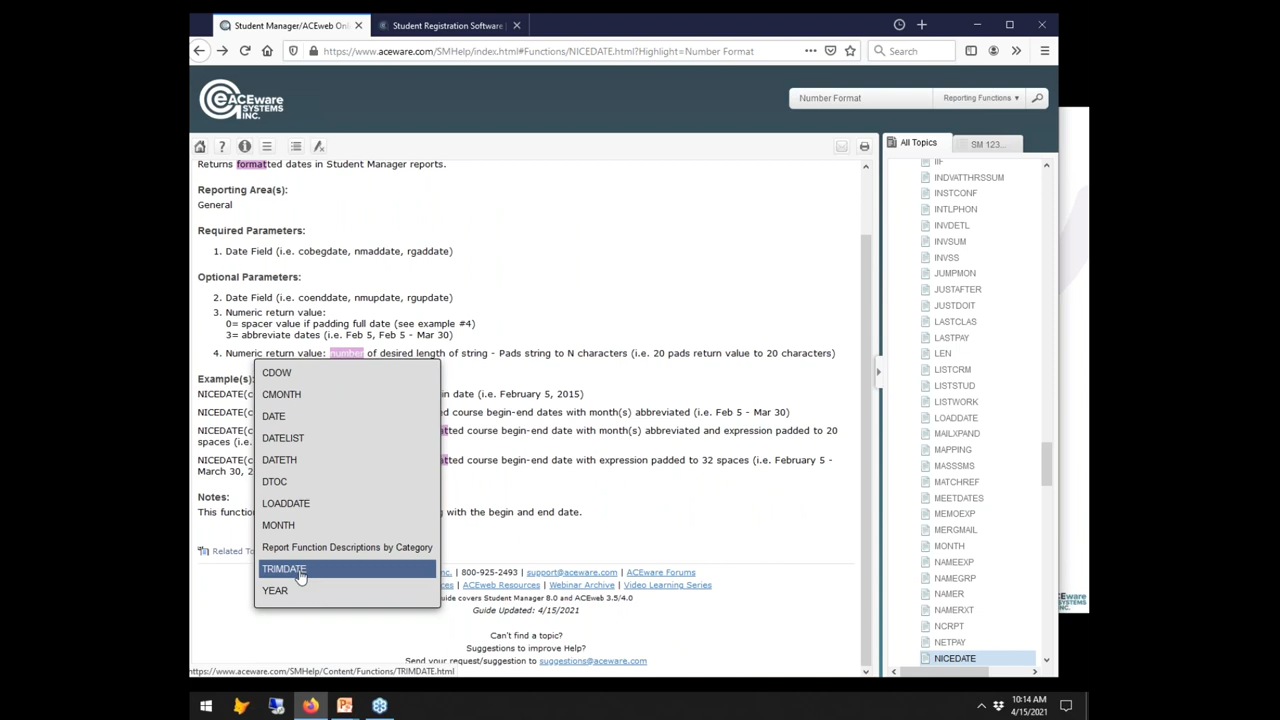 Student Manager/ACEweb Onl
Student Registration Software
https://www.aceware.com/SMHelp/index.html#Functions/NICEDATE.html?Highlight=Number Format
Search
ACEware
SYSTEMS
INC.
Number Format
Reporting Functions
All Topics
SM 123...
Returns formatted dates in Student Manager reports.
Reporting Area(s):
General
Required Parameters:
1. Date Field (i.e. cobegdate, nmaddate, rgaddate)
Optional Parameters:
2. Date Field (i.e. coenddate, nmupdate, rgupdate)
3. Numeric return value:
0= spacer value if padding full date (see example #4)
3= abbreviate dates (i.e. Feb 5, Feb 5 - Mar 30)
4. Numeric return value: number of desired length of string - Pads string to N characters (i.e. 20 pads return value to 20 characters)
Example(s):
NICEDATE(c
in date (i.e. February 5, 2015)
NICEDATE(c
ted course begin-end dates with month(s) abbreviated (i.e. Feb 5 - Mar 30)
NICEDATE(c
tted course begin-end date with month(s) abbreviated and expression padded to 20
spaces (i.e.
NICEDATE(c
tted course begin-end date with expression padded to 32 spaces (i.e. February 5 -
March 30, 2
Notes:
This function
g with the begin and end date.
Related To
CDOW
CMONTH
DATE
DATELIST
DATETH
DTOC
LOADDATE
MONTH
Report Function Descriptions by Category
TRIMDATE
YEAR
nc. | 800-925-2493 | support@aceware.com | ACEware Forums
ces | ACEweb Resources | Webinar Archive | Video Learning Series
uide covers Student Manager 8.0 and ACEweb 3.5/4.0
Guide Updated: 4/15/2021
Can't find a topic?
Suggestions to improve Help?
Send your request/suggestion to suggestions@aceware.com
IIF
INDVATTHRSSUM
INSTCONF
INTLPHON
INVDETL
INVSUM
INVSS
JUMPMON
JUSTAFTER
JUSTDOIT
LASTCLAS
LASTPAY
LEN
LISTCRM
LISTSTUD
LISTWORK
LOADDATE
MAILXPAND
MAPPING
MASSSMS
MATCHREF
MEETDATES
MEMOEXP
MERGMAIL
MONTH
NAMEEXP
NAMEGRP
NAMER
NAMERXT
NCRPT
NETPAY
NICEDATE
https://www.aceware.com/SMHelp/Content/Functions/TRIMDATE.html
10:14 AM
4/15/2021